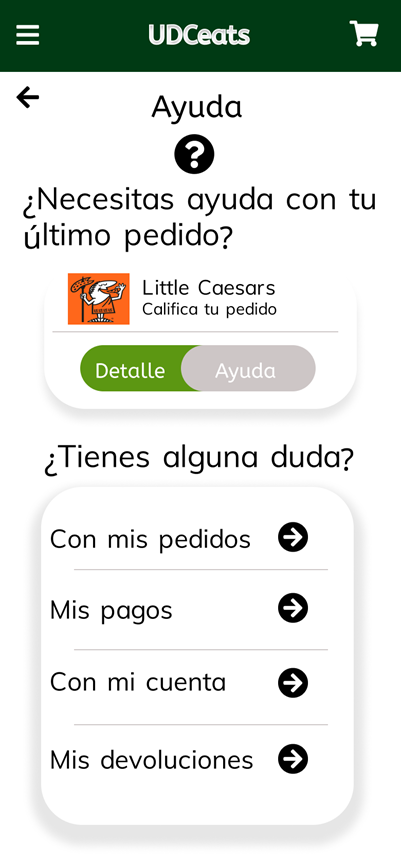 UDCeats
Ayuda
¿Necesitas ayuda con tu
último pedido?
Little Caesars
Califica tu pedido
Detalle
Ayuda
¿Tienes alguna duda?
Con mis pedidos
Mis pagos
Con mi cuenta
Mis devoluciones